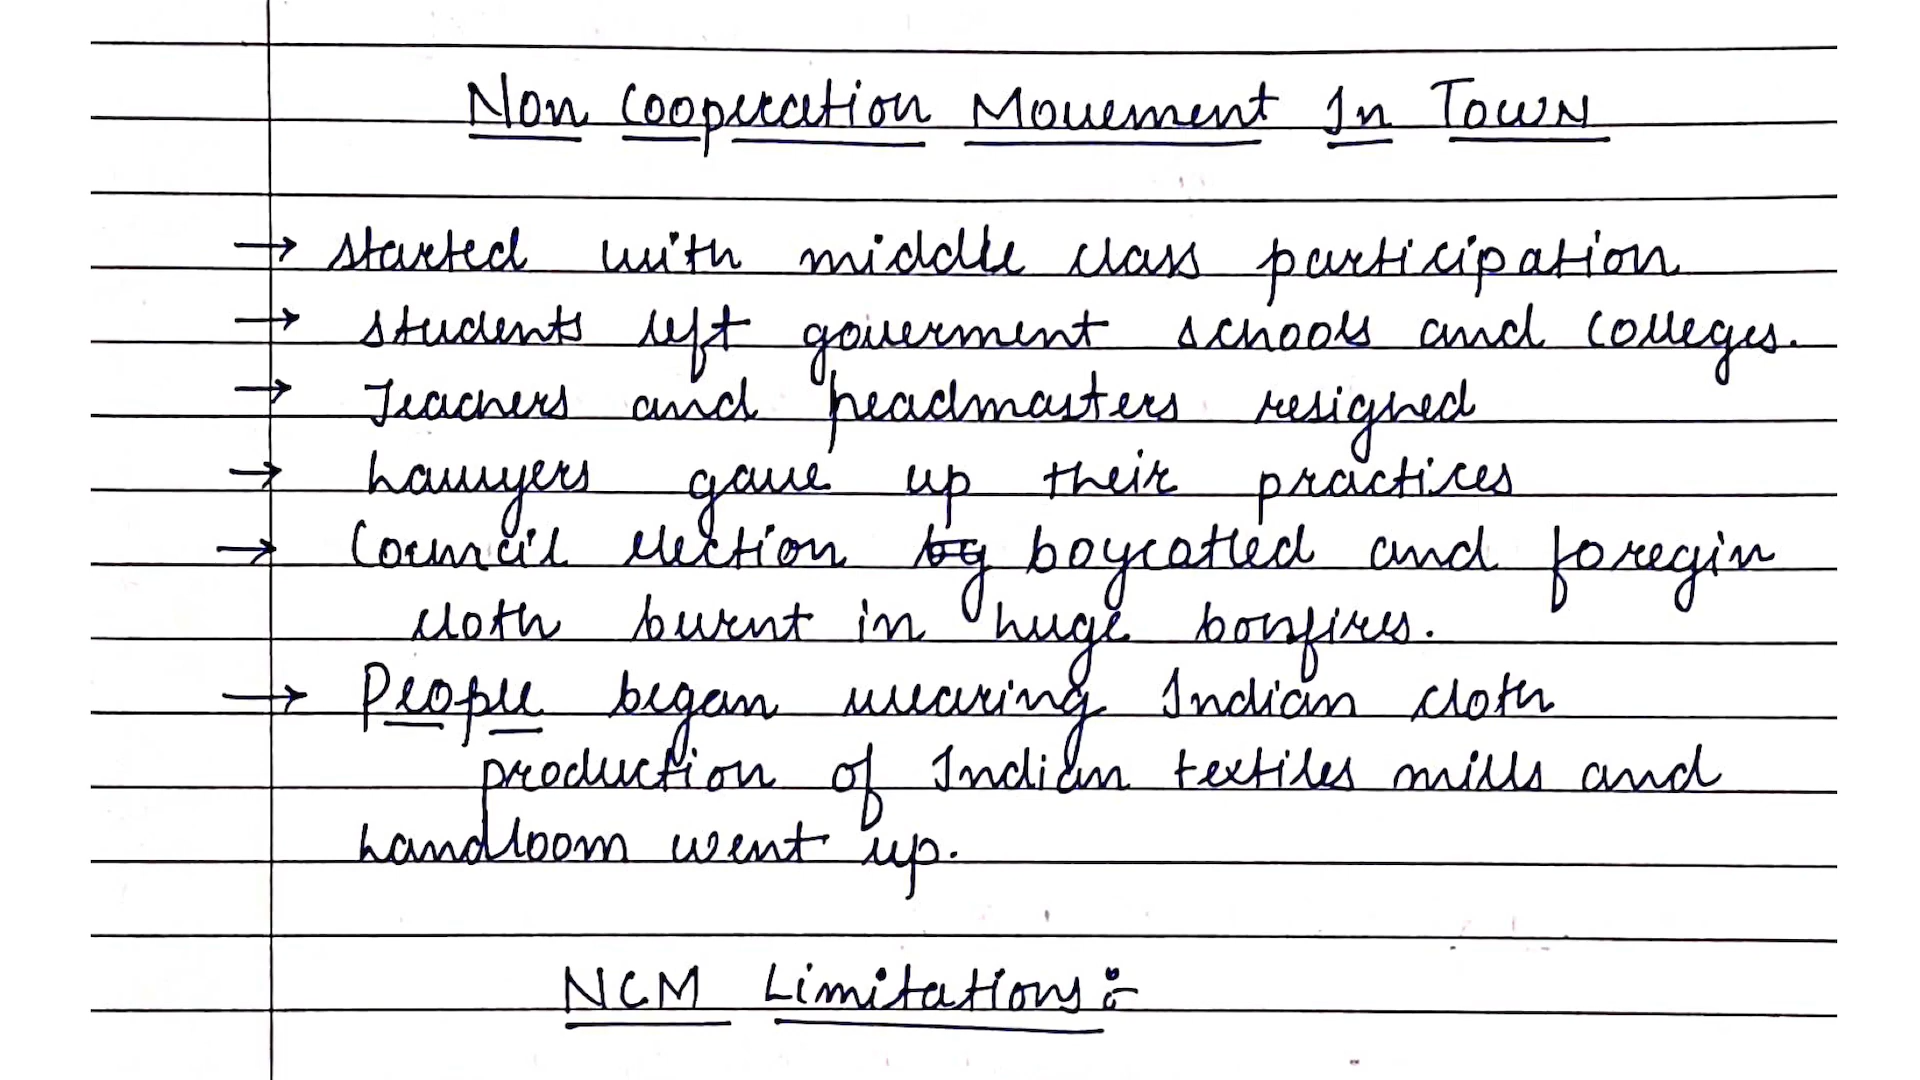 Non Cooperation Movement In Town
→ started with middle class participation
→ students left goverment schools and colleges.
→ Teachers and headmasters resigned
→ Lawyers gave up their practices
→ Council election by boycotted and foregin
cloth burnt in huge bonfires.
→ People began wearing Indian cloth
production of Indian textiles mills and
handloom went up.
NCM Limitations :-